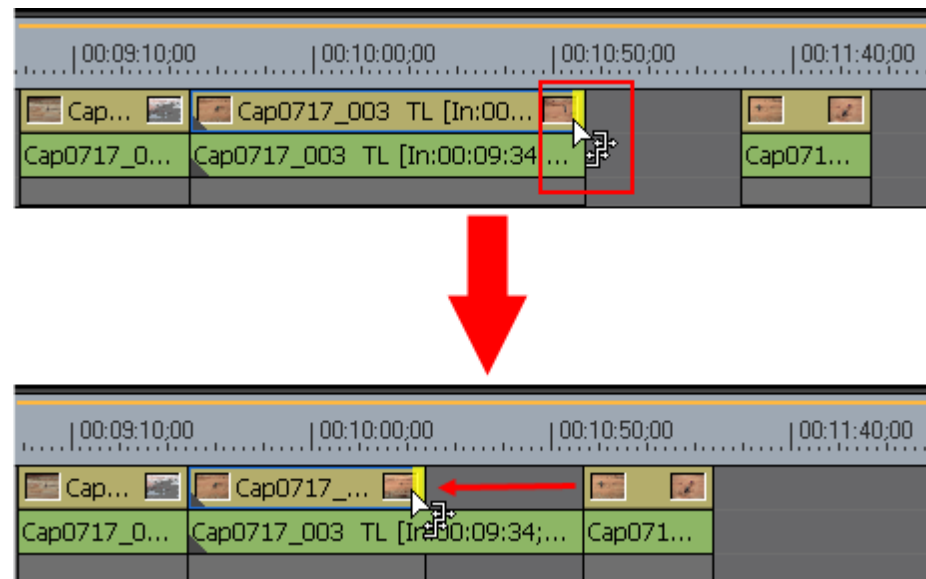 00:09:10;00 00:10:00;00 00:10:50;00 00:11:40;00
Cap... Cap0717_003 TL [In:00...
Cap0717_0... Cap0717_003 TL [In:00:09:34 ... Cap071...
00:09:10;00 00:10:00;00 00:10:50;00 00:11:40;00
Cap... Cap0717_...
Cap0717_0... Cap0717_003 TL [In:00:09:34;... Cap071...